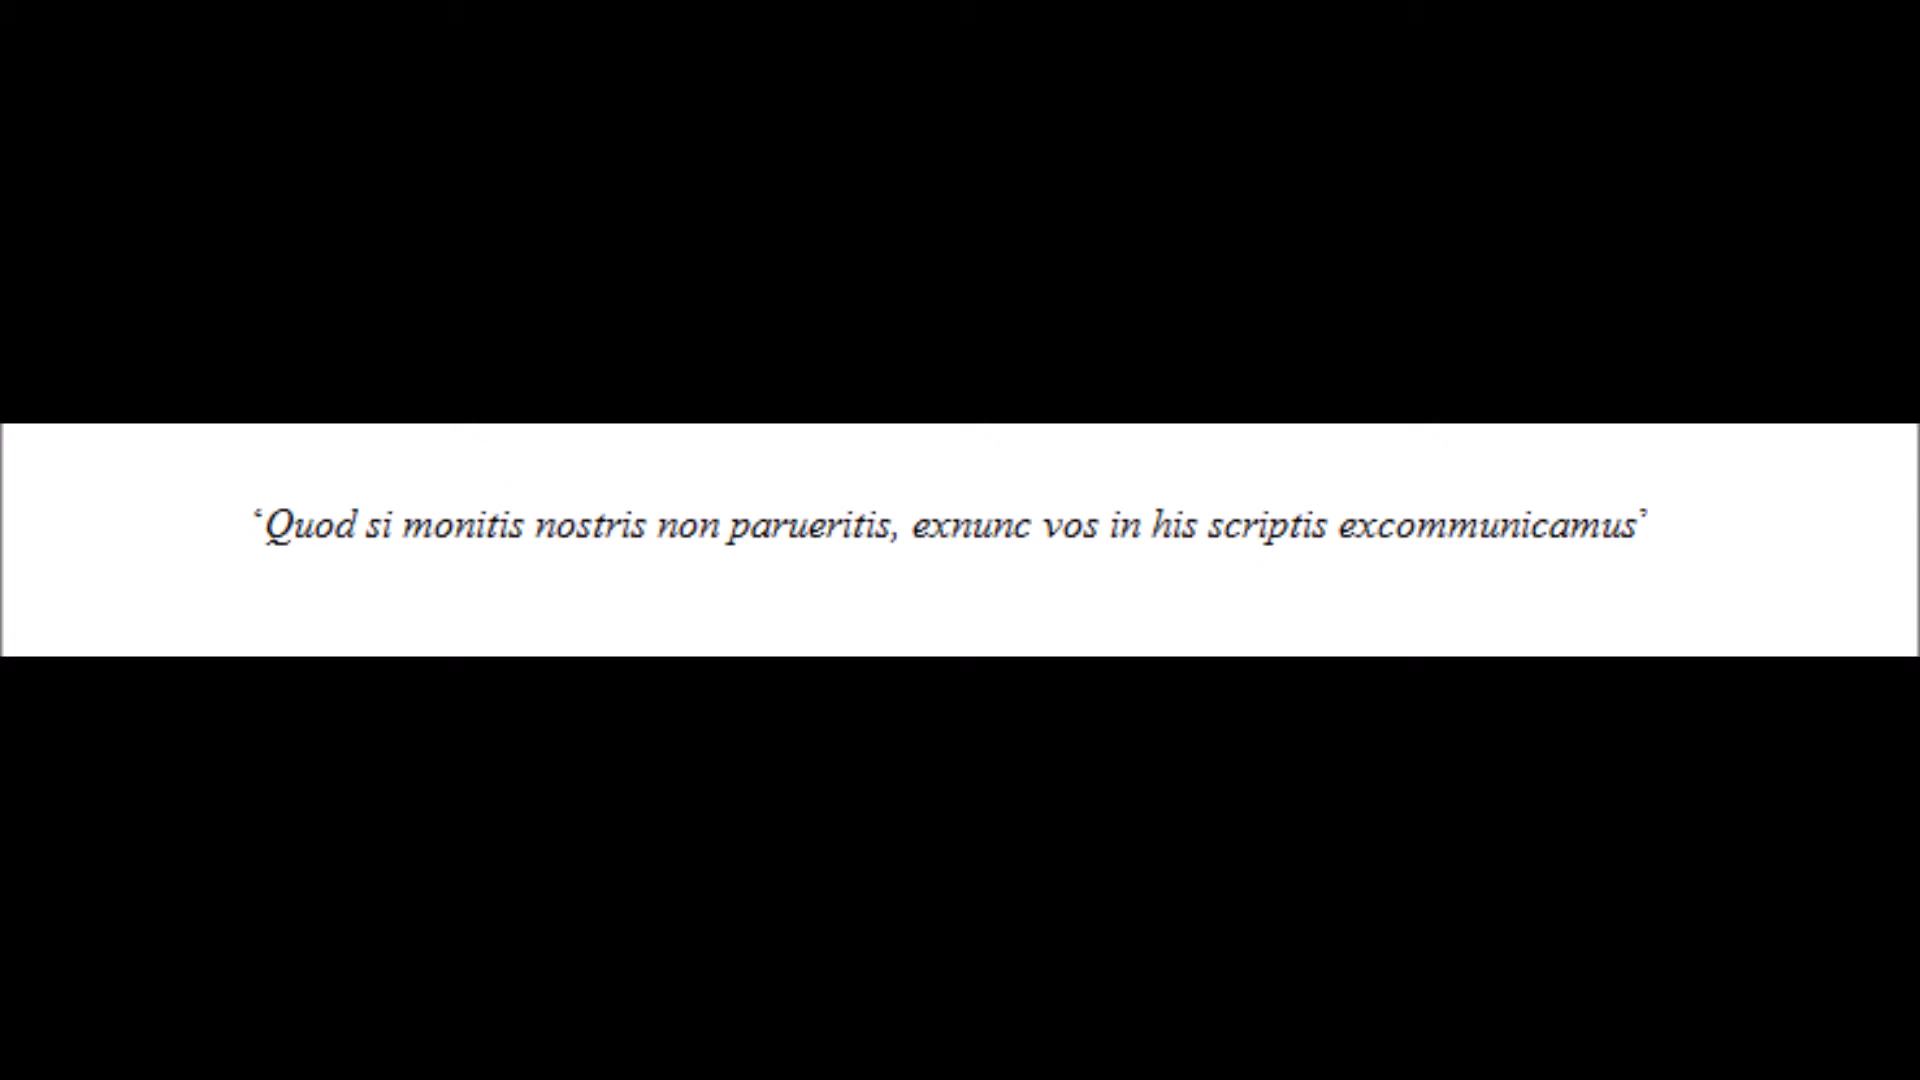 ‘Quod si monitis nostris non parueritis, exnunc vos in his scriptis excommunicamus’